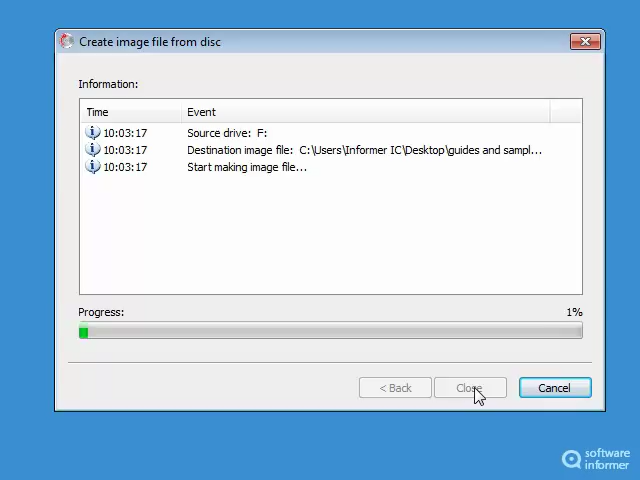 Create image file from disc
Information:
Time Event
10:03:17 Source drive: F:
10:03:17 Destination image file: C:\Users\Informer IC\Desktop\guides and sampl...
10:03:17 Start making image file...
Progress: 1%
< Back Close Cancel
software
informer